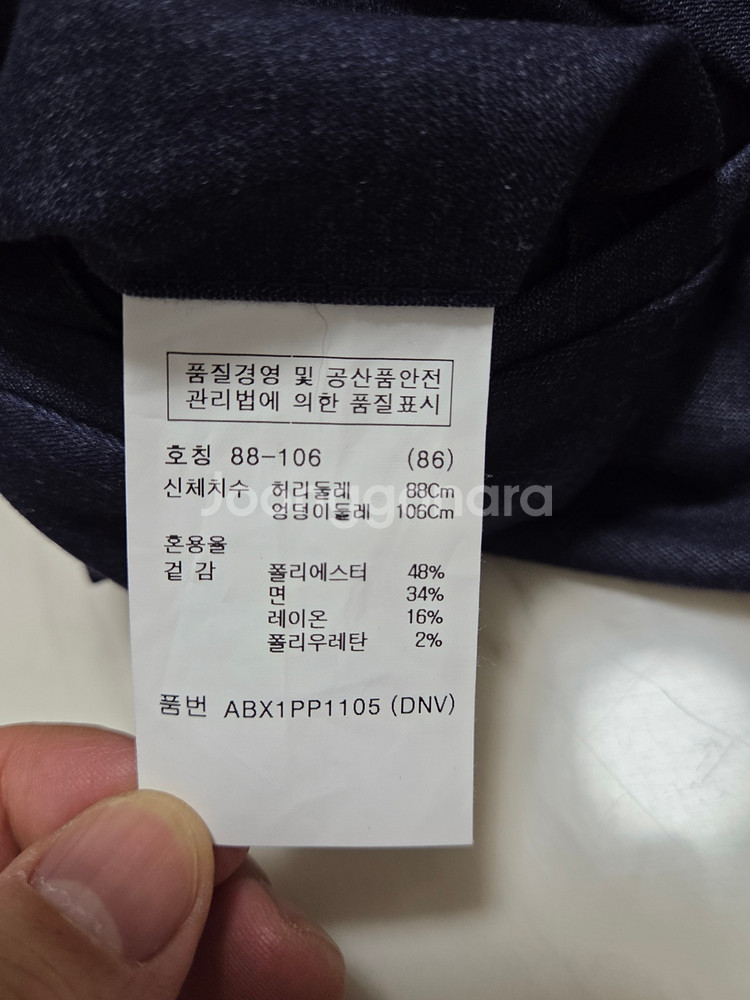 품질경영 및 공산품안전
관리법에 의한 품질표시
호칭 88-106 (86)
신체치수 허리둘레 88Cm
엉덩이둘레 106Cm
Joonggonara
혼용율
겉 감 폴리에스터 48%
면 34%
레이온 16%
폴리우레탄 2%
품번 ABX1PP1105 (DNV)